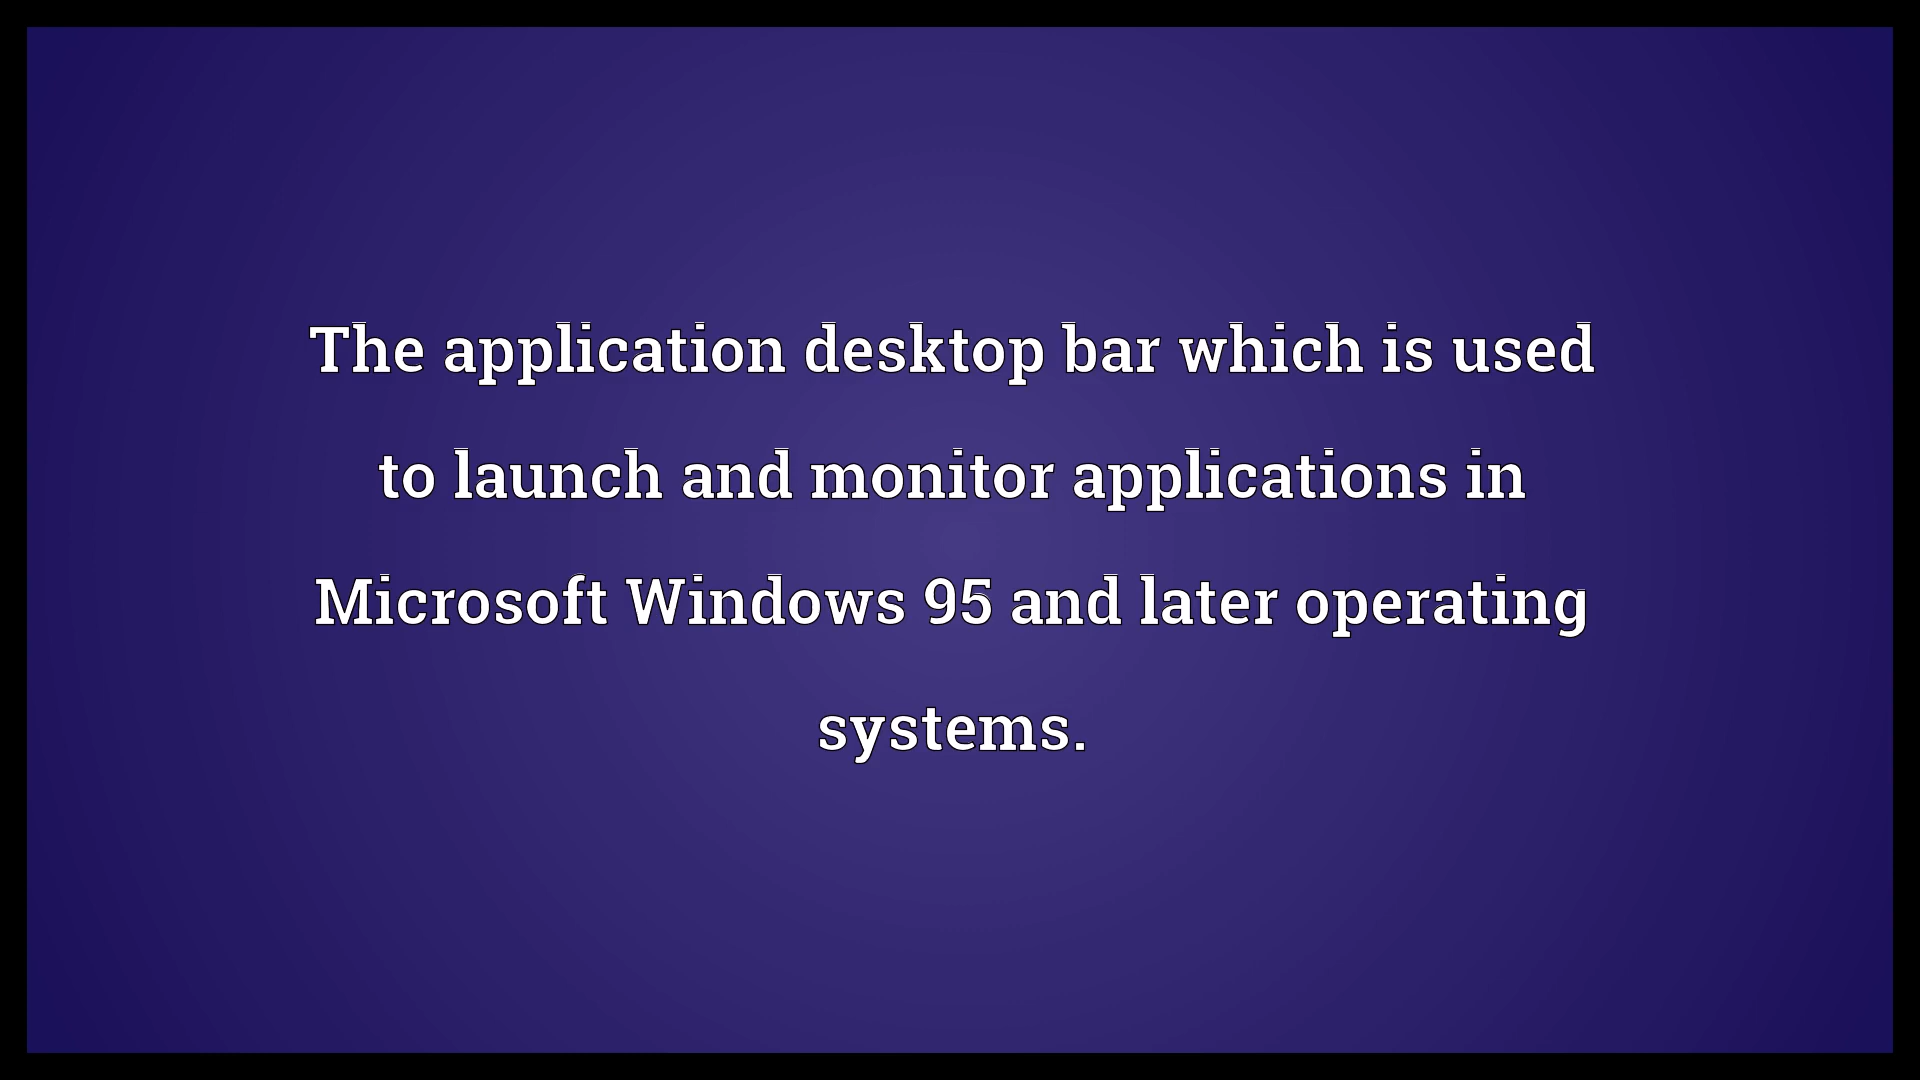 The application desktop bar which is used
to launch and monitor applications in
Microsoft Windows 95 and later operating
systems.